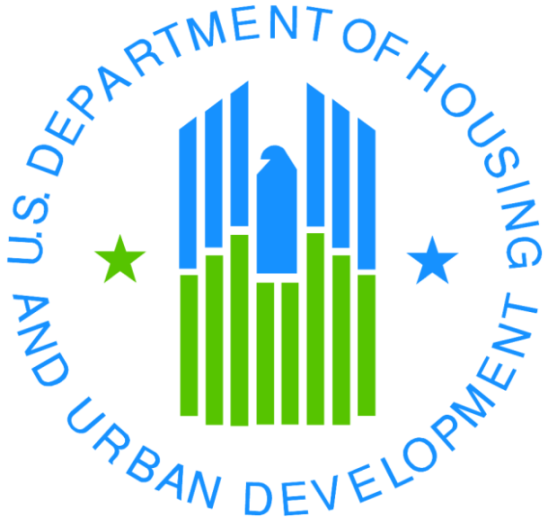 U.S. DEPARTMENT OF HOUSING
AND URBAN DEVELOPMENT